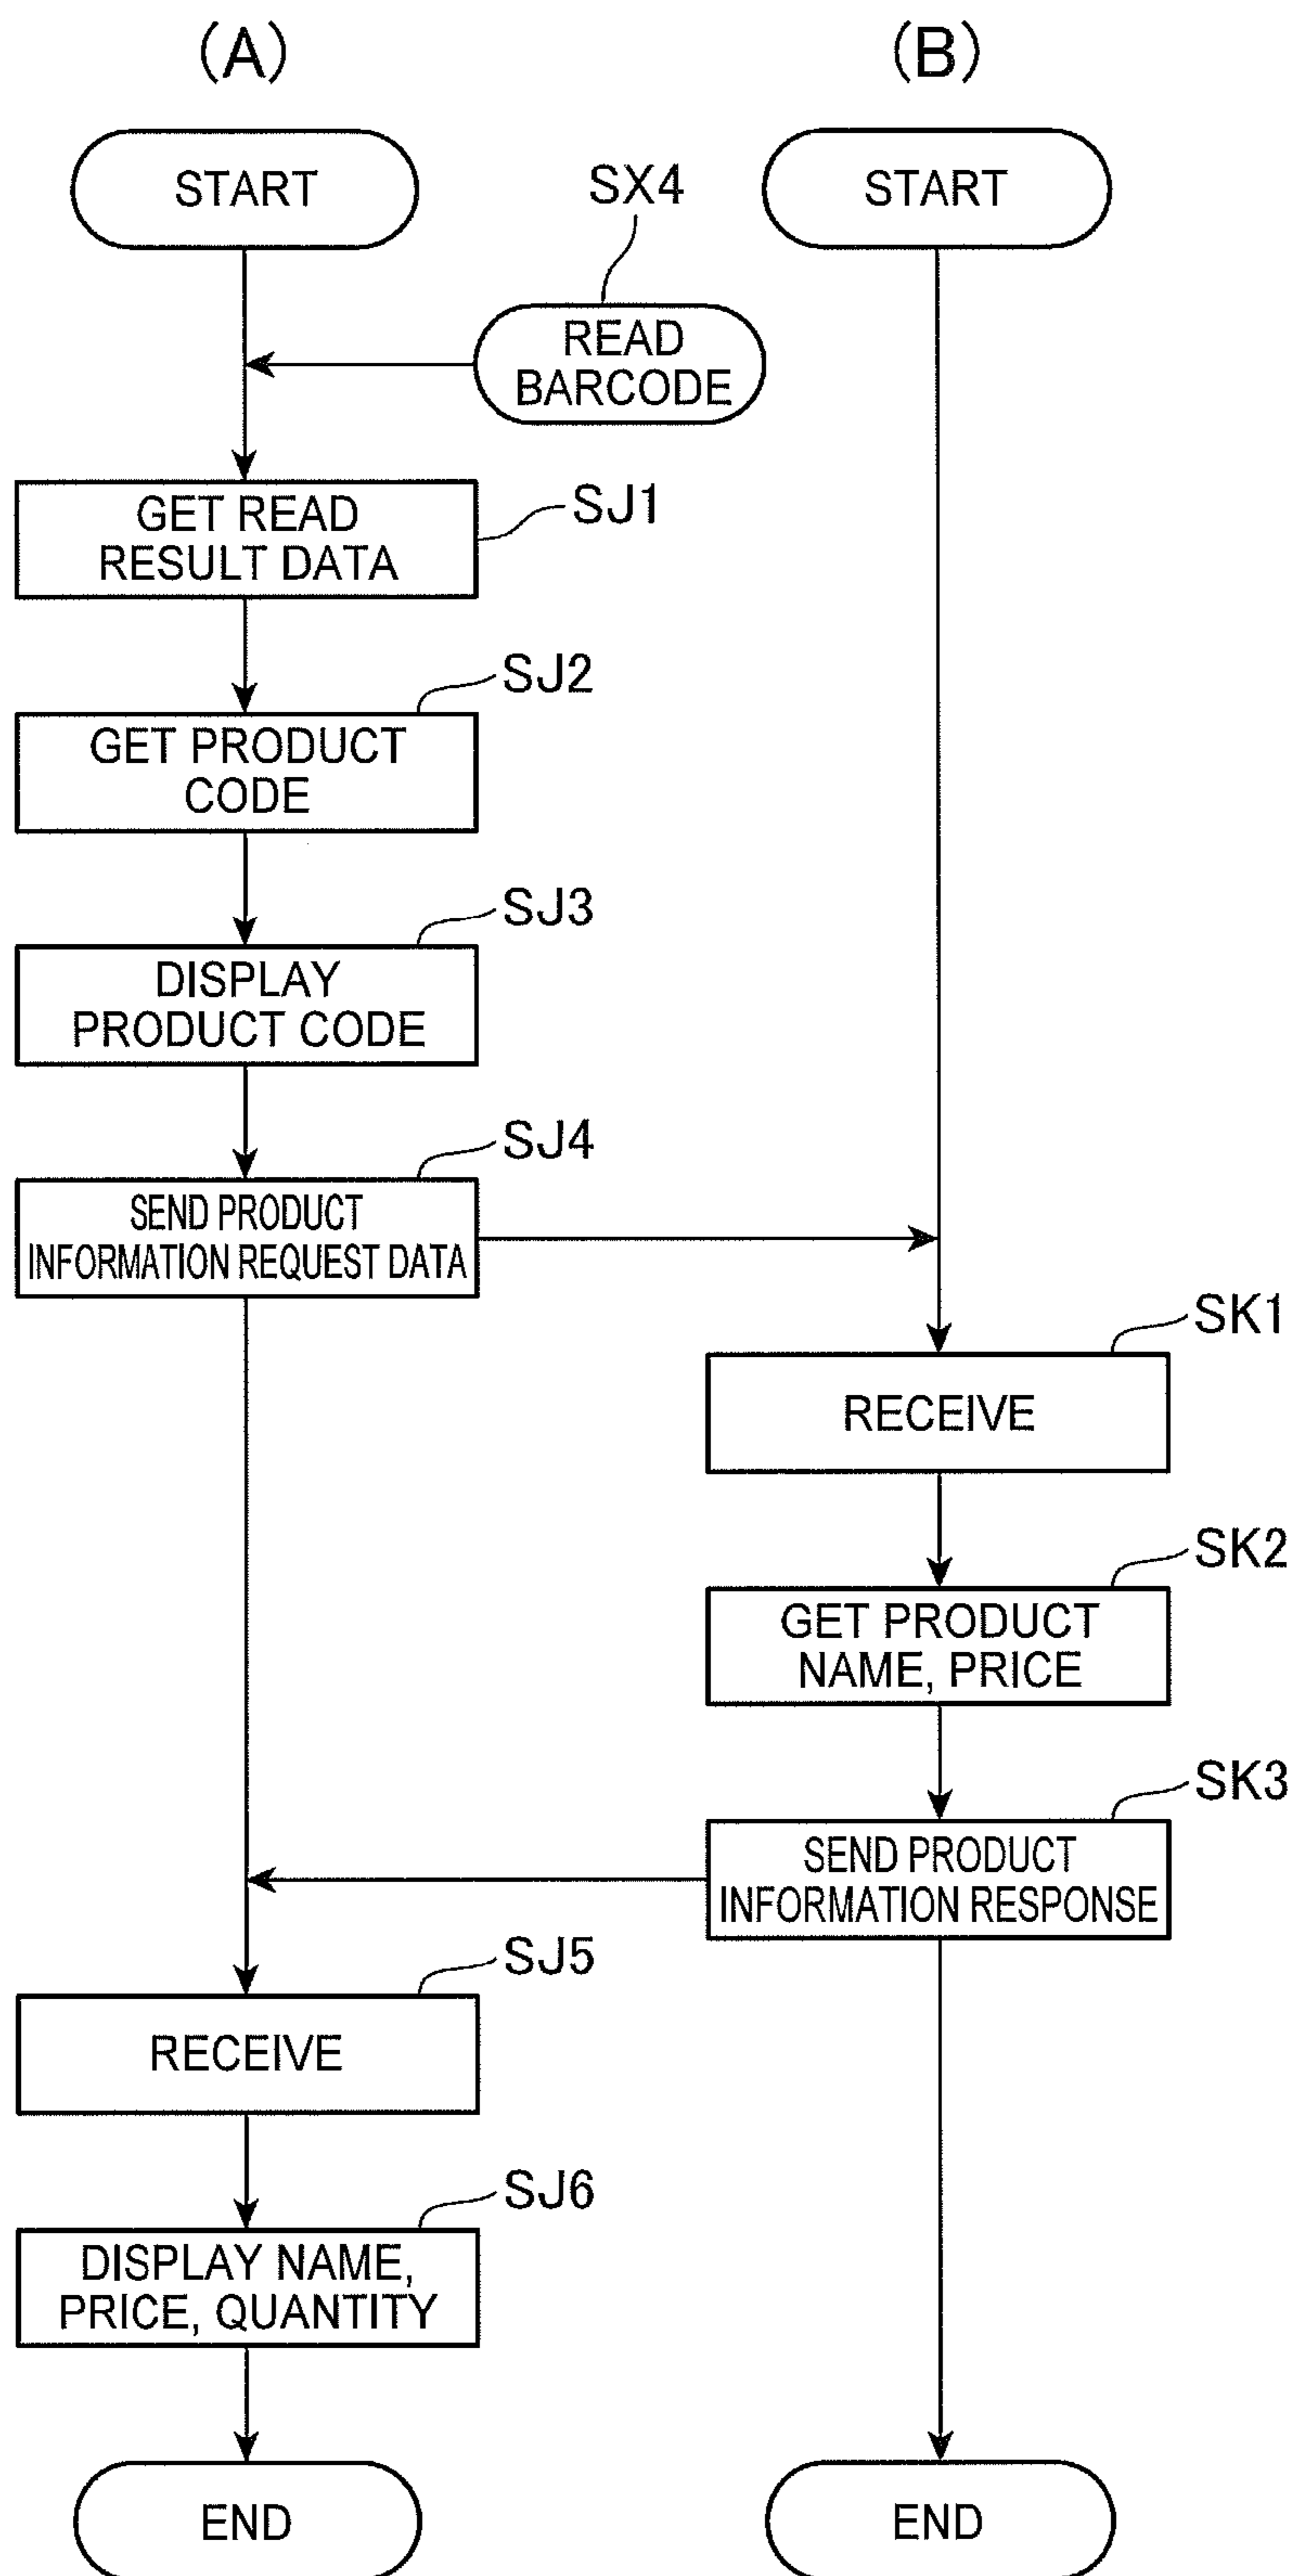 (A)
(B)
START
START
SX4
READ
BARCODE
GET READ
RESULT DATA
SJ1
SJ2
GET PRODUCT
CODE
SJ3
DISPLAY
PRODUCT CODE
SJ4
SEND PRODUCT
INFORMATION REQUEST DATA
SK1
RECEIVE
SK2
GET PRODUCT
NAME, PRICE
SK3
SEND PRODUCT
INFORMATION RESPONSE
SJ5
RECEIVE
SJ6
DISPLAY NAME,
PRICE, QUANTITY
END
END